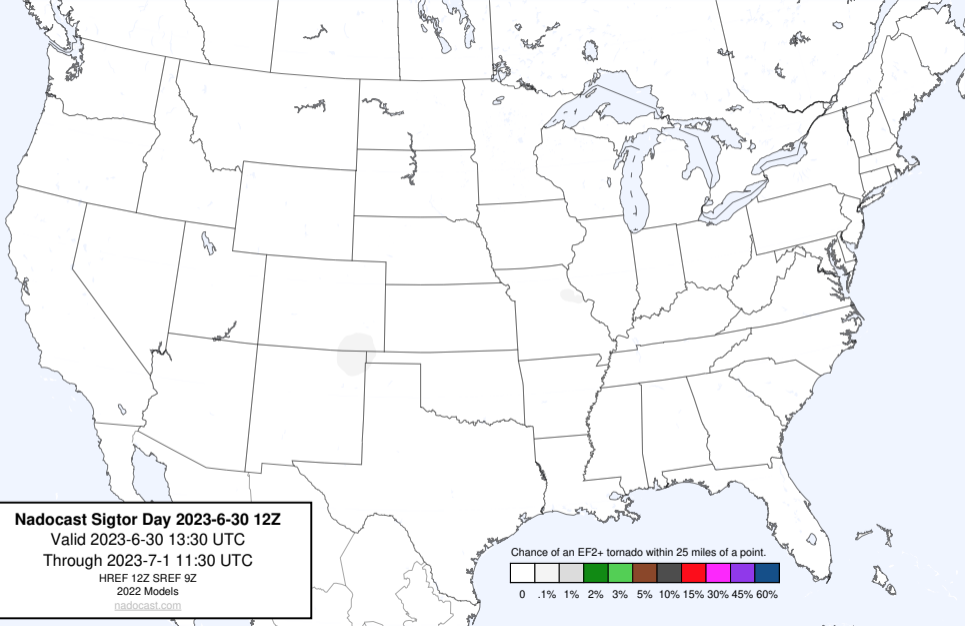 Nadocast Sigtor Day 2023-6-30 12Z
Valid 2023-6-30 13:30 UTC
Through 2023-7-1 11:30 UTC
HREF 12Z SREF 9Z
2022 Models
nadocast.com
Chance of an EF2+ tornado within 25 miles of a point.
0 .1% 1% 2% 3% 5% 10% 15% 30% 45% 60%